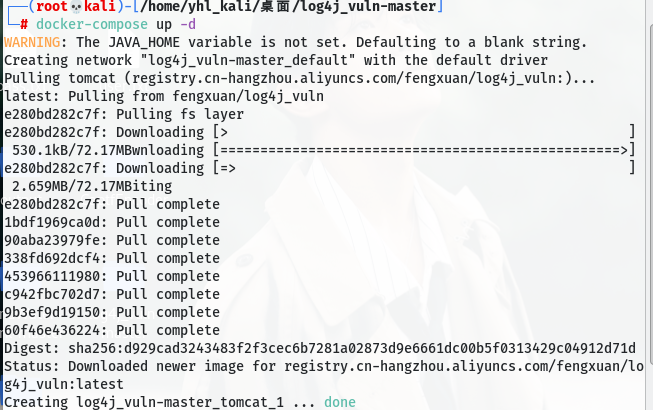 ┌──(root💀kali)-[/home/yhl_kali/桌面/log4j_vuln-master]
└─# docker-compose up -d
WARNING: The JAVA_HOME variable is not set. Defaulting to a blank string.
Creating network "log4j_vuln-master_default" with the default driver
Pulling tomcat (registry.cn-hangzhou.aliyuncs.com/fengxuan/log4j_vuln:)...
latest: Pulling from fengxuan/log4j_vuln
e280bd282c7f: Pulling fs layer
e280bd282c7f: Downloading [> ]
530.1kB/72.17MBwnloading [==================================================>]
e280bd282c7f: Downloading [=> ]
2.659MB/72.17MBiting
e280bd282c7f: Pull complete
1bdf1969ca0d: Pull complete
90aba23979fe: Pull complete
338fd692dcf4: Pull complete
453966111980: Pull complete
c942fbc702d7: Pull complete
9b3ef9d19150: Pull complete
60f46e436224: Pull complete
Digest: sha256:d929cad3243483f2f3cec6b7281a02873d9e6661dc00b5f0313429c04912d71d
Status: Downloaded newer image for registry.cn-hangzhou.aliyuncs.com/fengxuan/lo
g4j_vuln:latest
Creating log4j_vuln-master_tomcat_1 ... done